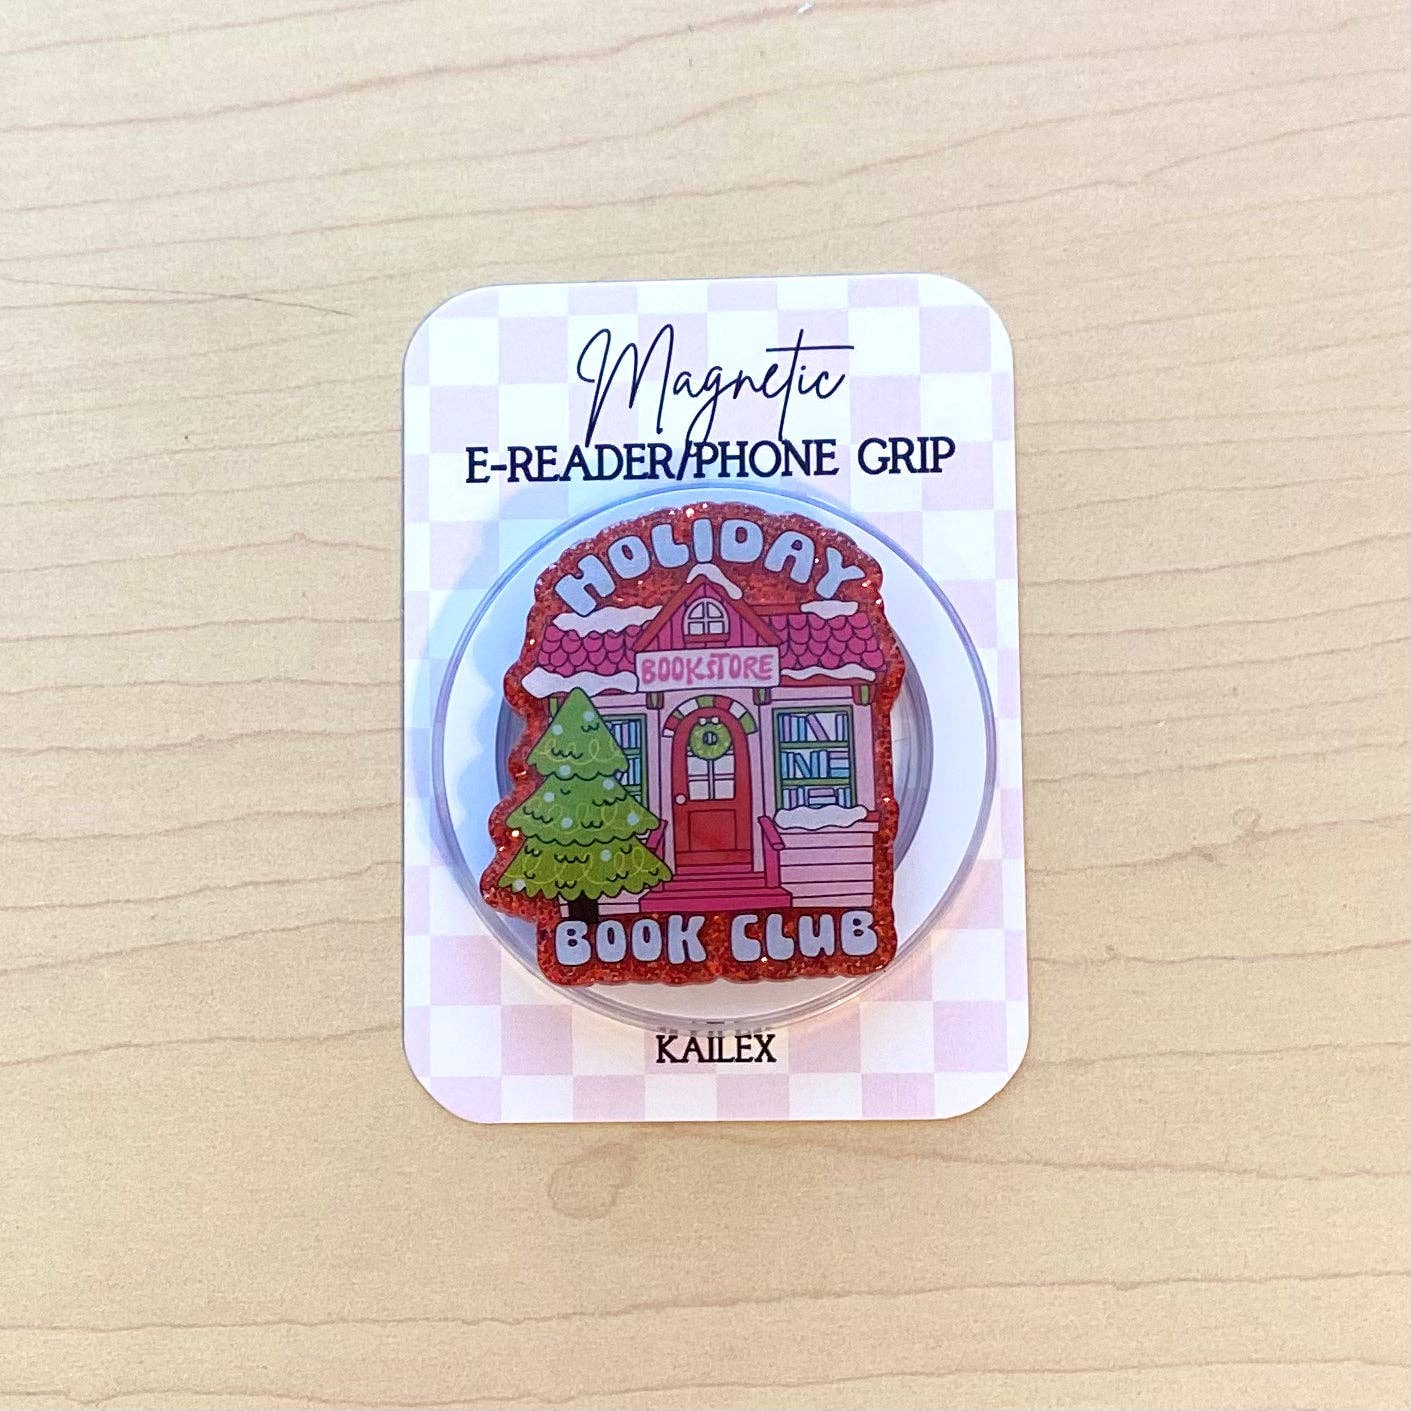 Magnetic
E-READER/PHONE GRIP
HOLIDAY
BOOKSTORE
BOOK CLUB
KAILEX